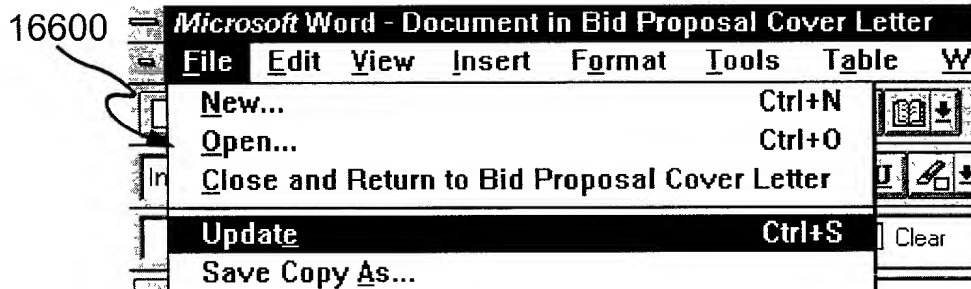 16600
Microsoft Word - Document in Bid Proposal Cover Letter
File Edit View Insert Format Tools Table W
New... Ctrl+N
Open... Ctrl+O
In
Close and Return to Bid Proposal Cover Letter
U
Update Ctrl+S
Clear
Save Copy As...